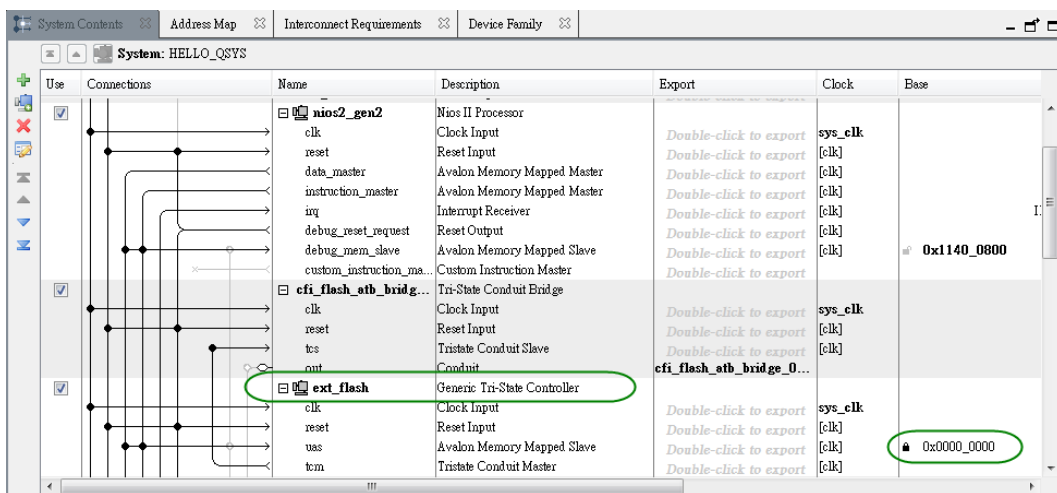 System Contents Address Map Interconnect Requirements Device Family
System: HELLO_QSYS
Use Connections Name Description Export Clock Base
nios2_gen2 Nios II Processor
clk Clock Input Double-click to export sys_clk
reset Reset Input Double-click to export [clk]
data_master Avalon Memory Mapped Master Double-click to export [clk]
instruction_master Avalon Memory Mapped Master Double-click to export [clk]
irq Interrupt Receiver Double-click to export [clk]
debug_reset_request Reset Output Double-click to export [clk]
debug_mem_slave Avalon Memory Mapped Slave Double-click to export [clk] 0x1140_0800
custom_instruction_ma... Custom Instruction Master Double-click to export
cfi_flash_atb_bridg... Tri-State Conduit Bridge
clk Clock Input Double-click to export sys_clk
reset Reset Input Double-click to export [clk]
tcs Tristate Conduit Slave Double-click to export [clk]
out Conduit cfi_flash_atb_bridge_0...
ext_flash Generic Tri-State Controller
clk Clock Input Double-click to export sys_clk
reset Reset Input Double-click to export [clk]
uas Avalon Memory Mapped Slave Double-click to export [clk] 0x0000_0000
tcm Tristate Conduit Master Double-click to export [clk]